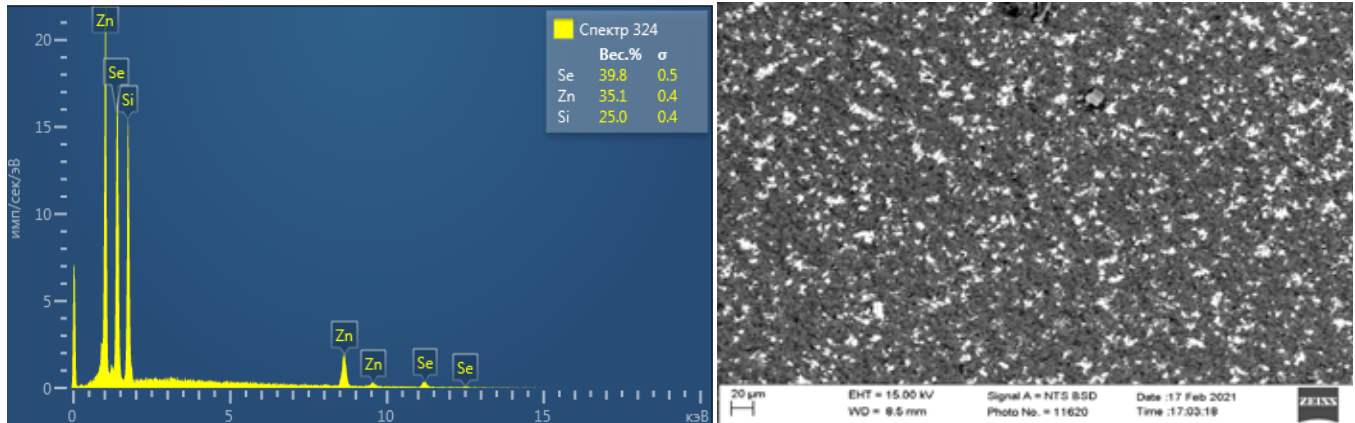 Zn
Se
Si
Спектр 324
Вес.% σ
Se 39.8 0.5
Zn 35.1 0.4
Si 25.0 0.4
имп/сек/эВ
20
15
10
5
0
Zn
Zn
Se
Se
0 5 10 15 кэВ
20 µm
EHT = 15.00 kV Signal A = NTS BSD Date :17 Feb 2021
WD = 8.5 mm Photo No. = 11620 Time :17:03:18
ZEISS